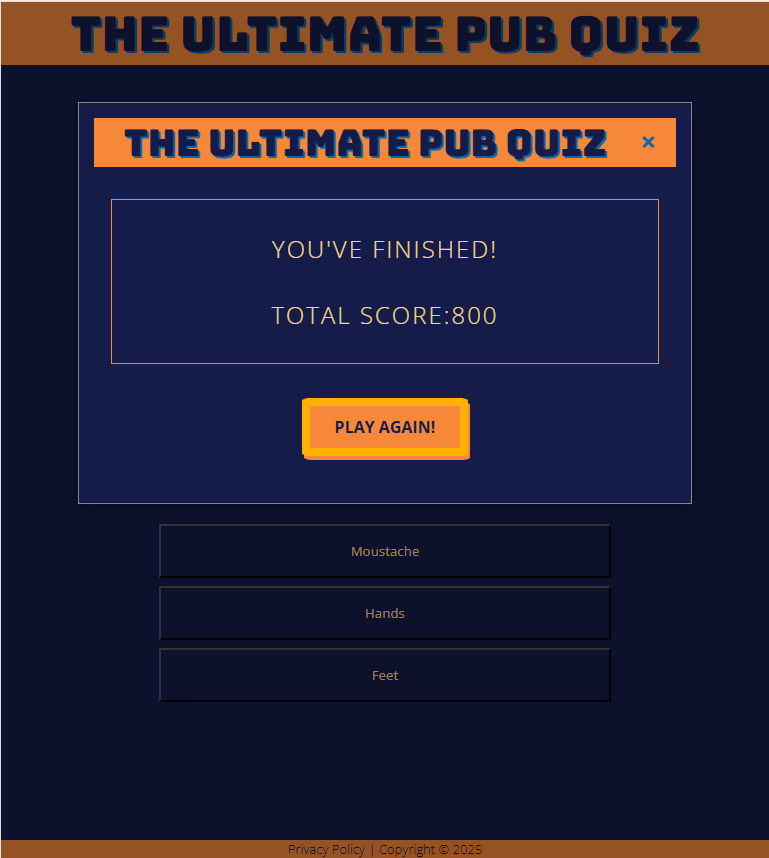 THE ULTIMATE PUB QUIZ
THE ULTIMATE PUB QUIZ ×
YOU'VE FINISHED!
TOTAL SCORE:800
PLAY AGAIN!
Moustache
Hands
Feet
Privacy Policy | Copyright © 2025